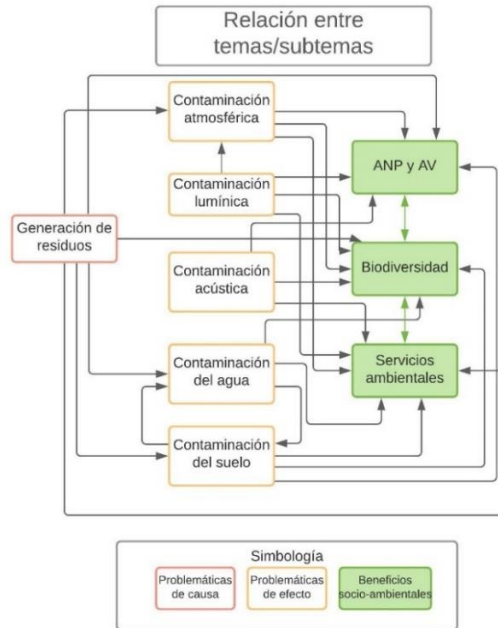 Relación entre
temas/subtemas
Contaminación
atmosférica
ANP y AV
Contaminación
lumínica
Generación de
residuos
Biodiversidad
Contaminación
acústica
Contaminación
del agua
Servicios
ambientales
Contaminación
del suelo
Simbología
Problemáticas
de causa
Problemáticas
de efecto
Beneficios
socio-ambientales